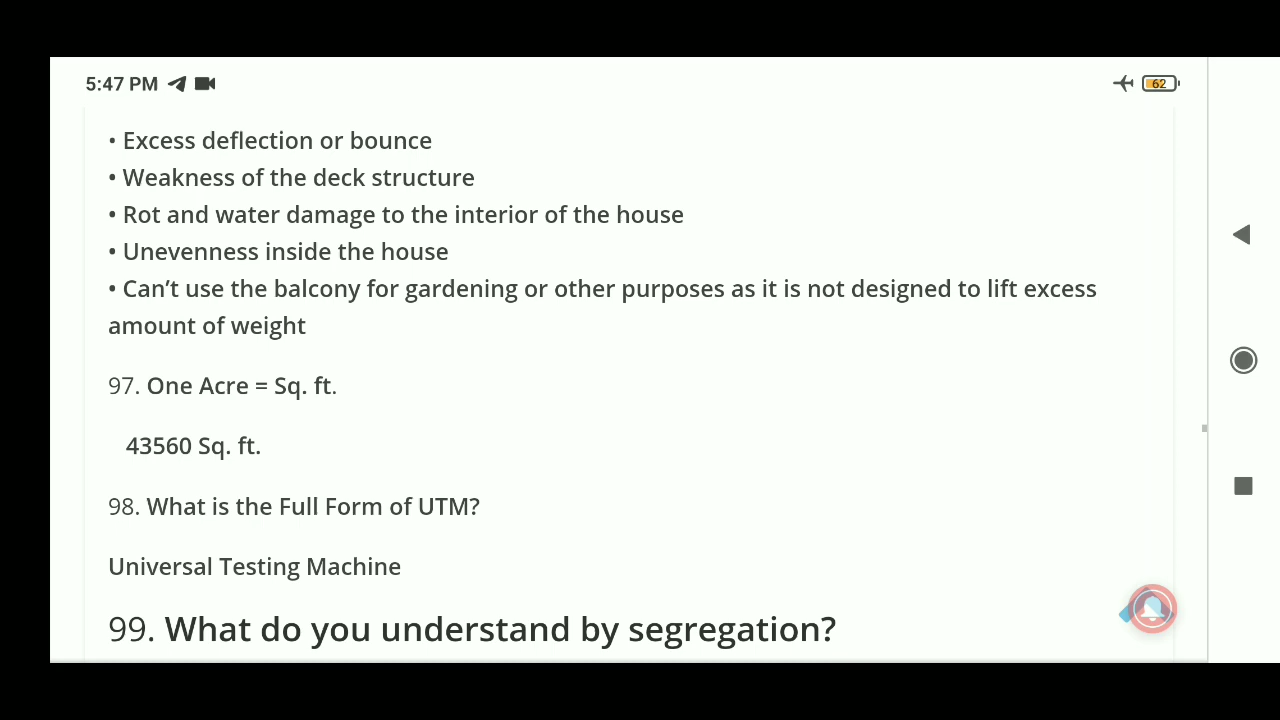 5:47 PM
62
• Excess deflection or bounce
• Weakness of the deck structure
• Rot and water damage to the interior of the house
• Unevenness inside the house
• Can’t use the balcony for gardening or other purposes as it is not designed to lift excess
amount of weight
97. One Acre = Sq. ft.
43560 Sq. ft.
98. What is the Full Form of UTM?
Universal Testing Machine
99. What do you understand by segregation?